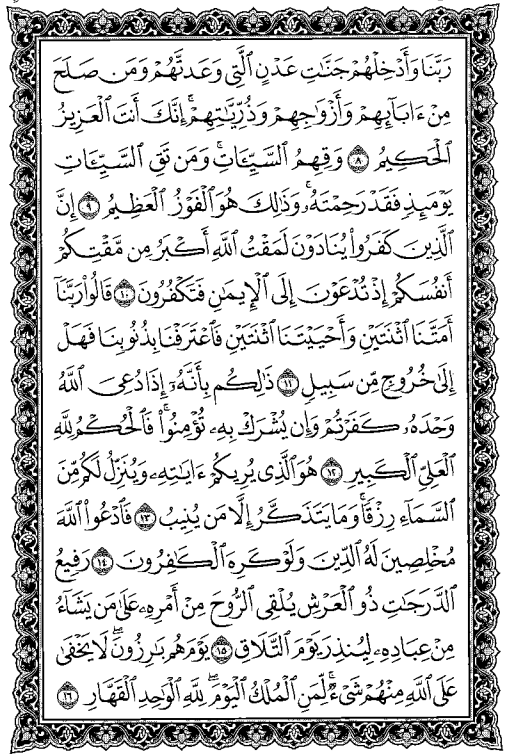 رَبَّنَا وَأَدْخِلْهُمْ جَنَّٰتِ عَدْنٍ ٱلَّتِى وَعَدتَّهُمْ وَمَن صَلَحَ
مِنْ ءَابَآئِهِمْ وَأَزْوَٰجِهِمْ وَذُرِّيَّٰتِهِمْ ۚ إِنَّكَ أَنتَ ٱلْعَزِيزُ
ٱلْحَكِيمُ ٨ وَقِهِمُ ٱلسَّيِّـَٔاتِ ۚ وَمَن تَقِ ٱلسَّيِّـَٔاتِ
يَوْمَئِذٍ فَقَدْ رَحِمْتَهُۥ ۚ وَذَٰلِكَ هُوَ ٱلْفَوْزُ ٱلْعَظِيمُ ٩ إِنَّ
ٱلَّذِينَ كَفَرُوا۟ يُنَادَوْنَ لَمَقْتُ ٱللَّهِ أَكْبَرُ مِن مَّقْتِكُمْ
أَنفُسَكُمْ إِذْ تُدْعَوْنَ إِلَى ٱلْإِيمَٰنِ فَتَكْفُرُونَ ١٠ قَالُوا۟ رَبَّنَآ
أَمَتَّنَا ٱثْنَتَيْنِ وَأَحْيَيْتَنَا ٱثْنَتَيْنِ فَٱعْتَرَفْنَا بِذُنُوبِنَا فَهَلْ
إِلَىٰ خُرُوجٍ مِّن سَبِيلٍ ١١ ذَٰلِكُم بِأَنَّهُۥٓ إِذَا دُعِىَ ٱللَّهُ
وَحْدَهُۥ كَفَرْتُمْ وَإِن يُشْرَكْ بِهِۦ تُؤْمِنُوا۟ ۚ فَٱلْحُكْمُ لِلَّهِ
ٱلْعَلِىِّ ٱلْكَبِيرِ ١٢ هُوَ ٱلَّذِى يُرِيكُمْ ءَايَٰتِهِۦ وَيُنَزِّلُ لَكُم مِّنَ
ٱلسَّمَآءِ رِزْقًا ۚ وَمَا يَتَذَكَّرُ إِلَّا مَن يُنِيبُ ١٣ فَٱدْعُوا۟ ٱللَّهَ
مُخْلِصِينَ لَهُ ٱلدِّينَ وَلَوْ كَرِهَ ٱلْكَٰفِرُونَ ١٤ رَفِيعُ
ٱلدَّرَجَٰتِ ذُو ٱلْعَرْشِ يُلْقِى ٱلرُّوحَ مِنْ أَمْرِهِۦ عَلَىٰ مَن يَشَآءُ
مِنْ عِبَادِهِۦ لِيُنذِرَ يَوْمَ ٱلتَّلَاقِ ١٥ يَوْمَ هُم بَٰرِزُونَ ۖ لَا يَخْفَىٰ
عَلَى ٱللَّهِ مِنْهُمْ شَىْءٌ ۚ لِّمَنِ ٱلْمُلْكُ ٱلْيَوْمَ ۖ لِلَّهِ ٱلْوَٰحِدِ ٱلْقَهَّارِ ١٦